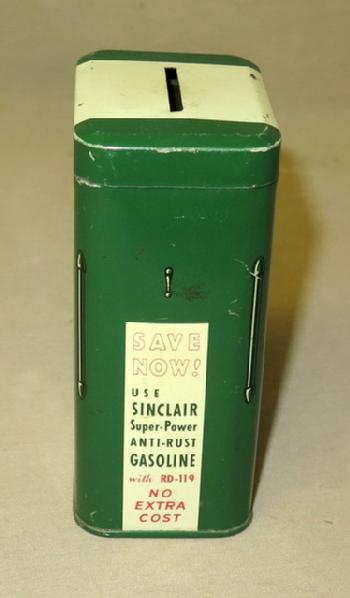 SAVE
NOW!
USE
SINCLAIR
Super-Power
ANTI-RUST
GASOLINE
with RD-119
NO
EXTRA
COST